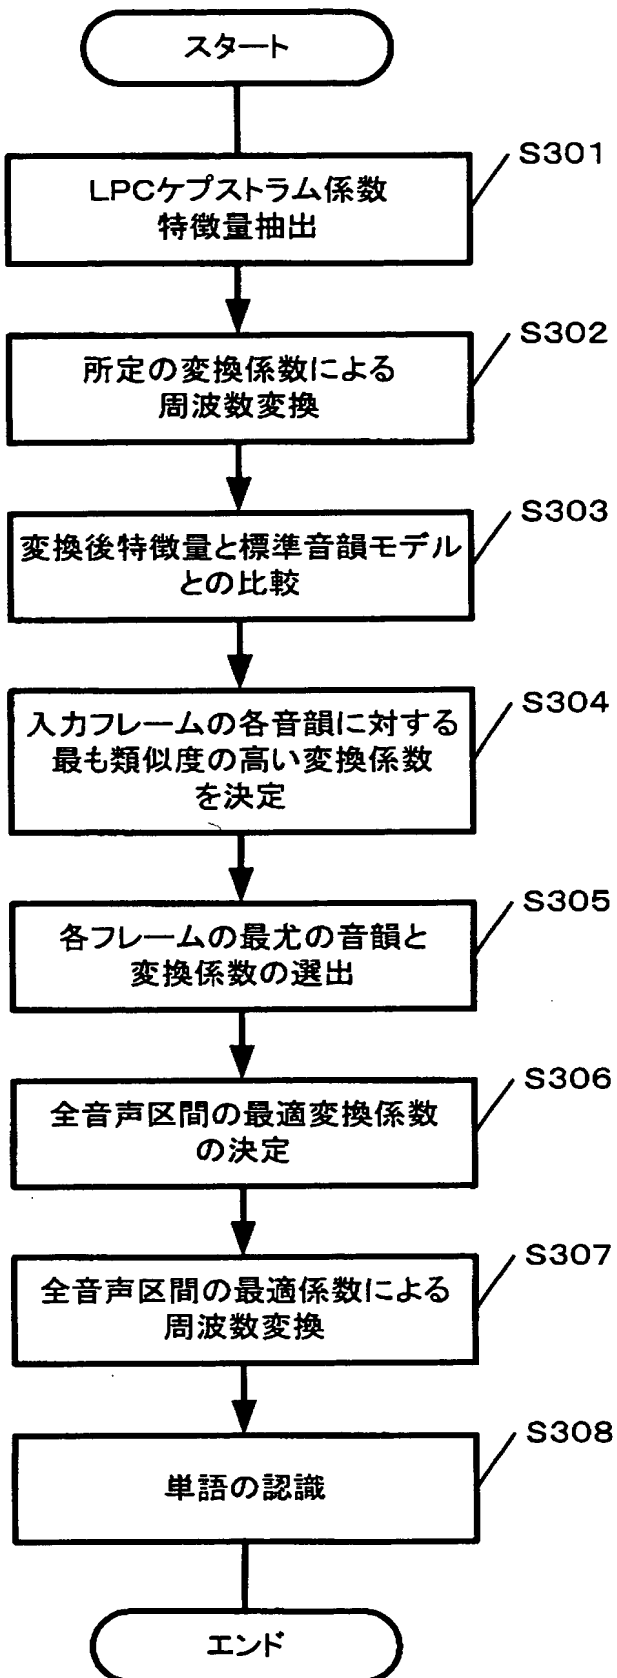 スタート
S301
LPCケプストラム係数
特徴量抽出
S302
所定の変換係数による
周波数変換
S303
変換後特徴量と標準音韻モデル
との比較
S304
入力フレームの各音韻に対する
最も類似度の高い変換係数
を決定
S305
各フレームの最尤の音韻と
変換係数の選出
S306
全音声区間の最適変換係数
の決定
S307
全音声区間の最適係数による
周波数変換
S308
単語の認識
エンド